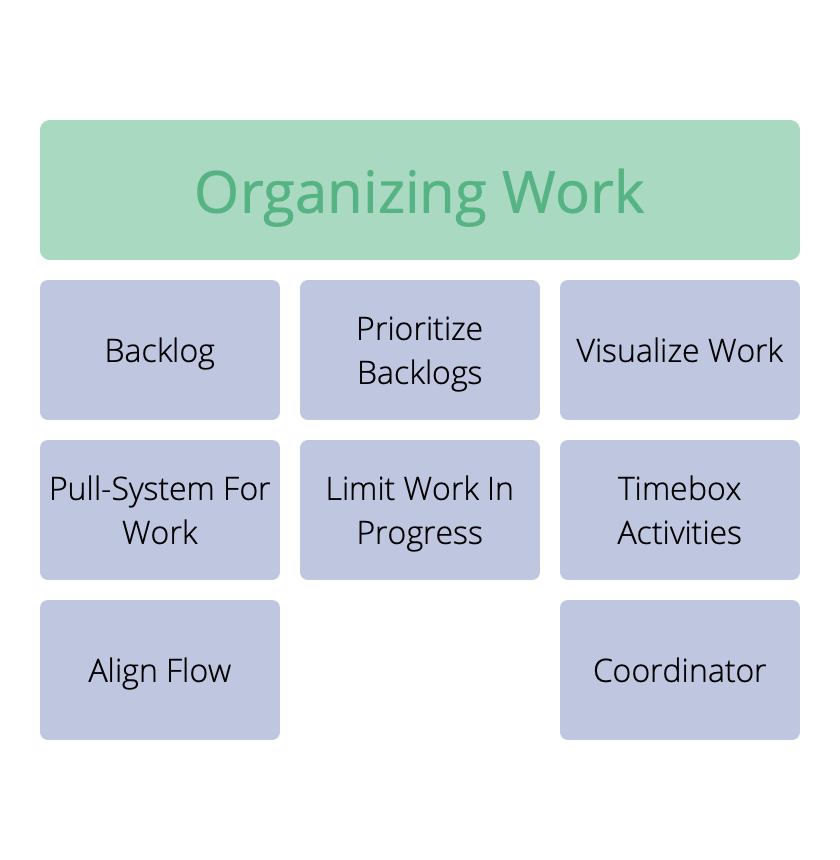 Organizing Work
Backlog
Prioritize
Backlogs
Visualize Work
Pull-System For
Work
Limit Work In
Progress
Timebox
Activities
Align Flow
Coordinator